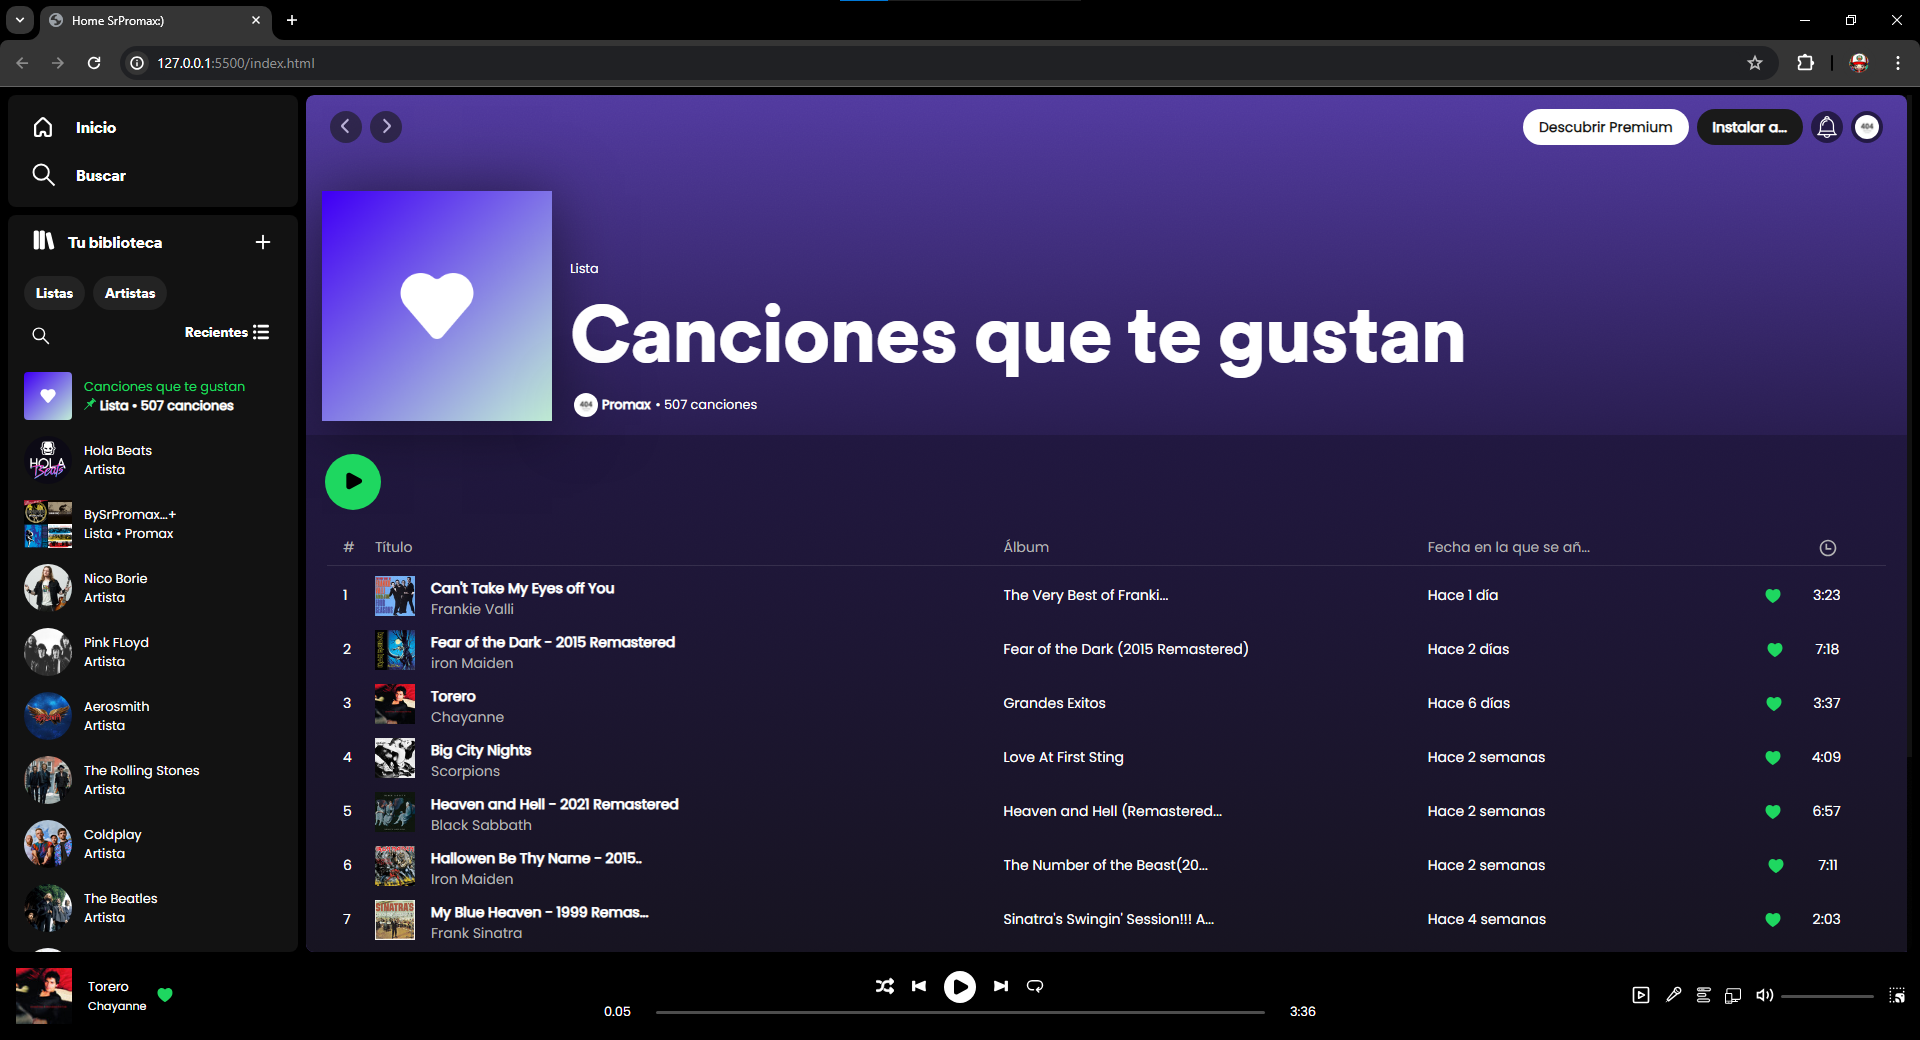 Home SrPromax:)
127.0.0.1:5500/index.html
Inicio
Buscar
Tu biblioteca
Listas
Artistas
Recientes
Canciones que te gustan
Lista • 507 canciones
HOLA
Beats
Hola Beats
Artista
BySrPromax...+
Lista • Promax
Nico Borie
Artista
Pink FLoyd
Artista
Aerosmith
Artista
The Rolling Stones
Artista
Coldplay
Artista
The Beatles
Artista
Descubrir Premium
Instalar a...
404
Lista
Canciones que te gustan
404 Promax • 507 canciones
# Título Álbum Fecha en la que se añ...
1 Can't Take My Eyes off You The Very Best of Franki... Hace 1 día 3:23
Frankie Valli
2 Fear of the Dark - 2015 Remastered Fear of the Dark (2015 Remastered) Hace 2 días 7:18
iron Maiden
3 Torero Grandes Exitos Hace 6 días 3:37
Chayanne
4 Big City Nights Love At First Sting Hace 2 semanas 4:09
Scorpions
5 Heaven and Hell - 2021 Remastered Heaven and Hell (Remastered... Hace 2 semanas 6:57
Black Sabbath
6 Hallowen Be Thy Name - 2015.. The Number of the Beast(20... Hace 2 semanas 7:11
Iron Maiden
SINATRA'S
7 My Blue Heaven - 1999 Remas... Sinatra's Swingin' Session!!! A... Hace 4 semanas 2:03
Frank Sinatra
Torero
Chayanne
0.05
3:36